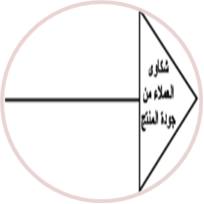 شكاوى
العملاء من
جودة المنتج